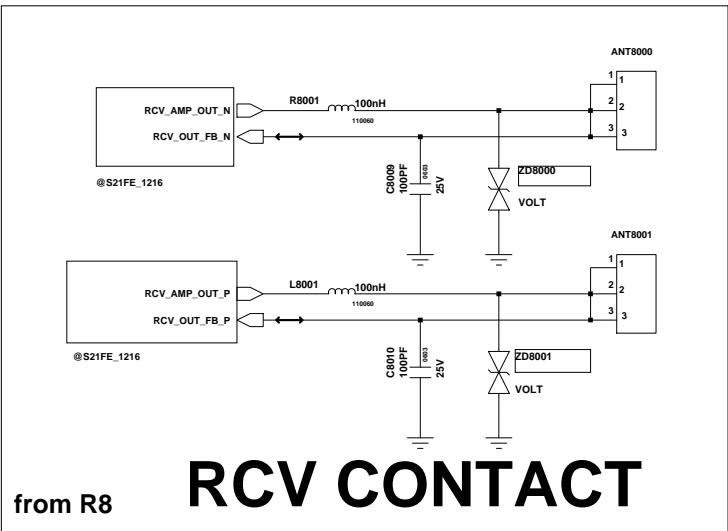 ANT8000
R8001
100nH
110060
RCV_AMP_OUT_N
RCV_OUT_FB_N
@S21FE_1216
1 1
2 2
3 3
C8009
100PF
0603
25V
ZD8000
VOLT
ANT8001
L8001
100nH
110060
RCV_AMP_OUT_P
RCV_OUT_FB_P
@S21FE_1216
1 1
2 2
3 3
C8010
100PF
0603
25V
ZD8001
VOLT
from R8
RCV CONTACT